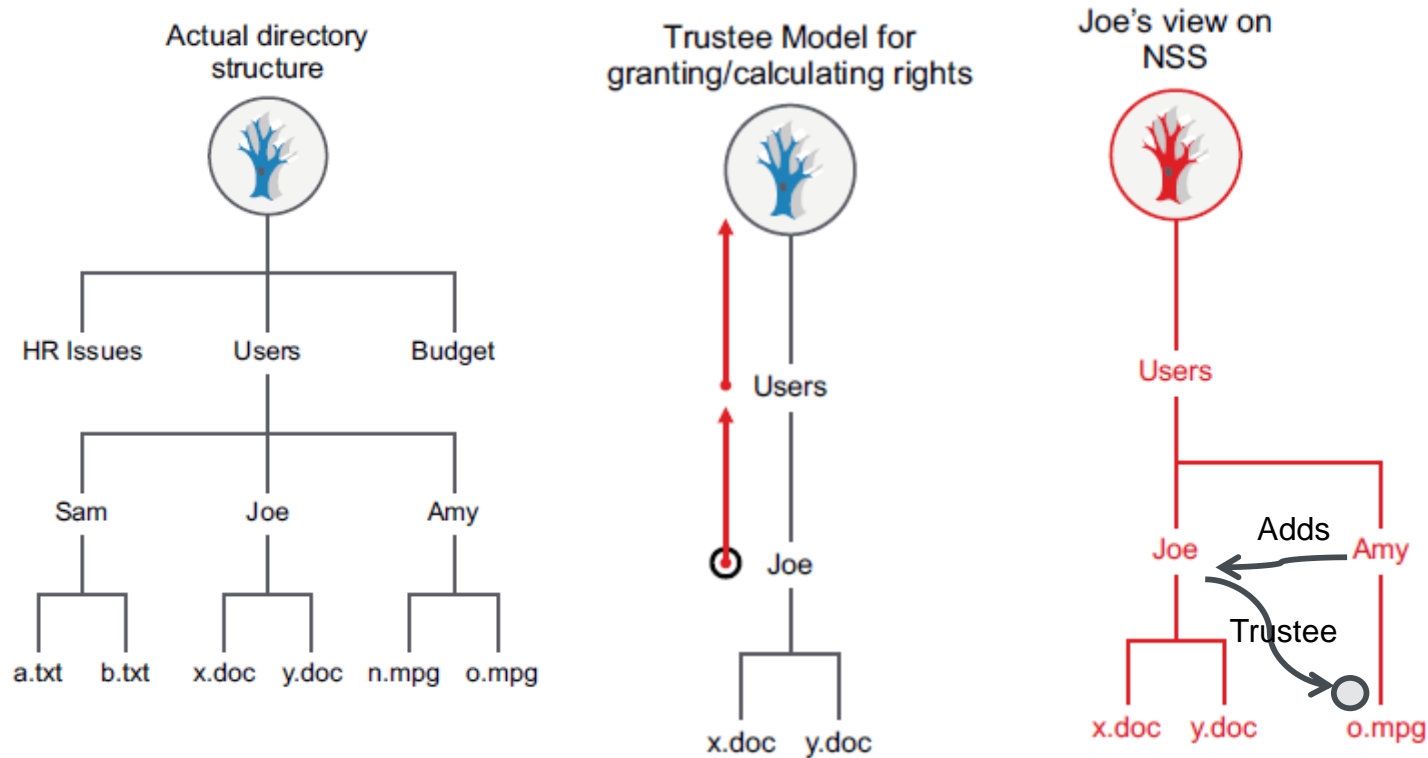 Actual directory
structure
HR Issues
Users
Budget
Sam
Joe
Amy
a.txt
b.txt
x.doc
y.doc
n.mpg
o.mpg
Trustee Model for
granting/calculating rights
Users
Joe
x.doc
y.doc
Joe's view on
NSS
Users
Joe
Adds
Amy
Trustee
x.doc
y.doc
o.mpg